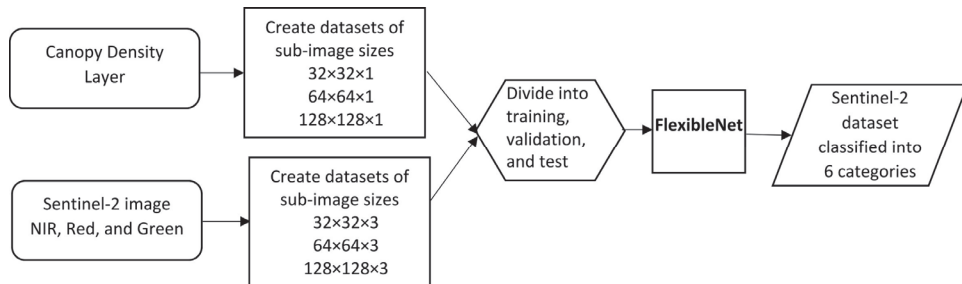 Canopy Density
Layer
Create datasets of
sub-image sizes
32×32×1
64×64×1
128×128×1
Sentinel-2 image
NIR, Red, and Green
Create datasets of
sub-image sizes
32×32×3
64×64×3
128×128×3
Divide into
training,
validation,
and test
FlexibleNet
Sentinel-2
dataset
classified into
6 categories